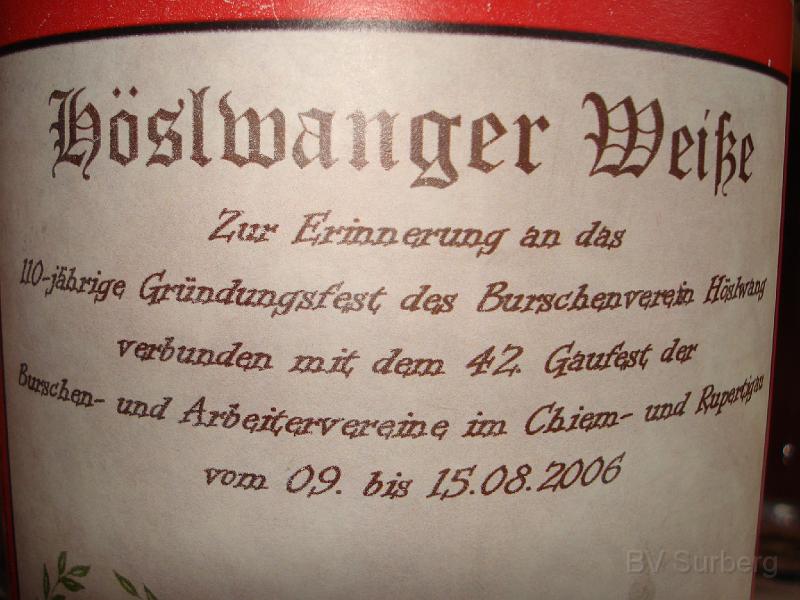 Höslwanger Weiße
Zur Erinnerung an das
110-jährige Gründungsfest des Burschenverein Höslwang
verbunden mit dem 42. Gaufest der
Burschen- und Arbeitervereine im Chiem- und Rupertigau
vom 09. bis 15.08.2006
BV Surberg